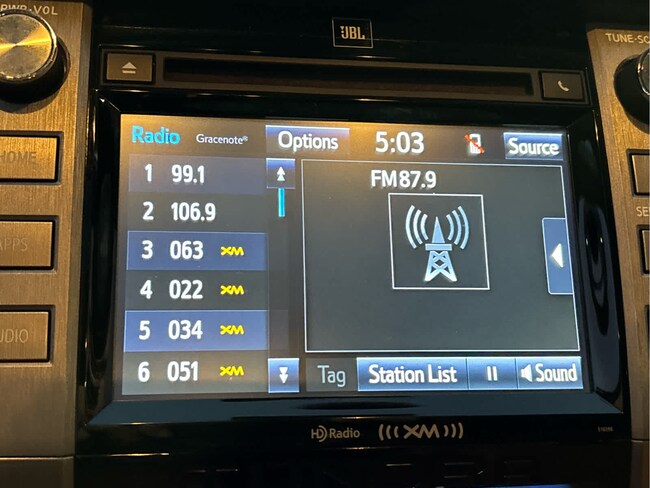 PWR•VOL
JBL
TUNE•SC
Radio Gracenote® Options 5:03 Source
1 99.1
2 106.9
3 063 XM
4 022 XM
5 034 XM
6 051 XM
FM 87.9
Tag Station List Sound
HOME
APPS
AUDIO
SE
HD Radio ((( XM )))